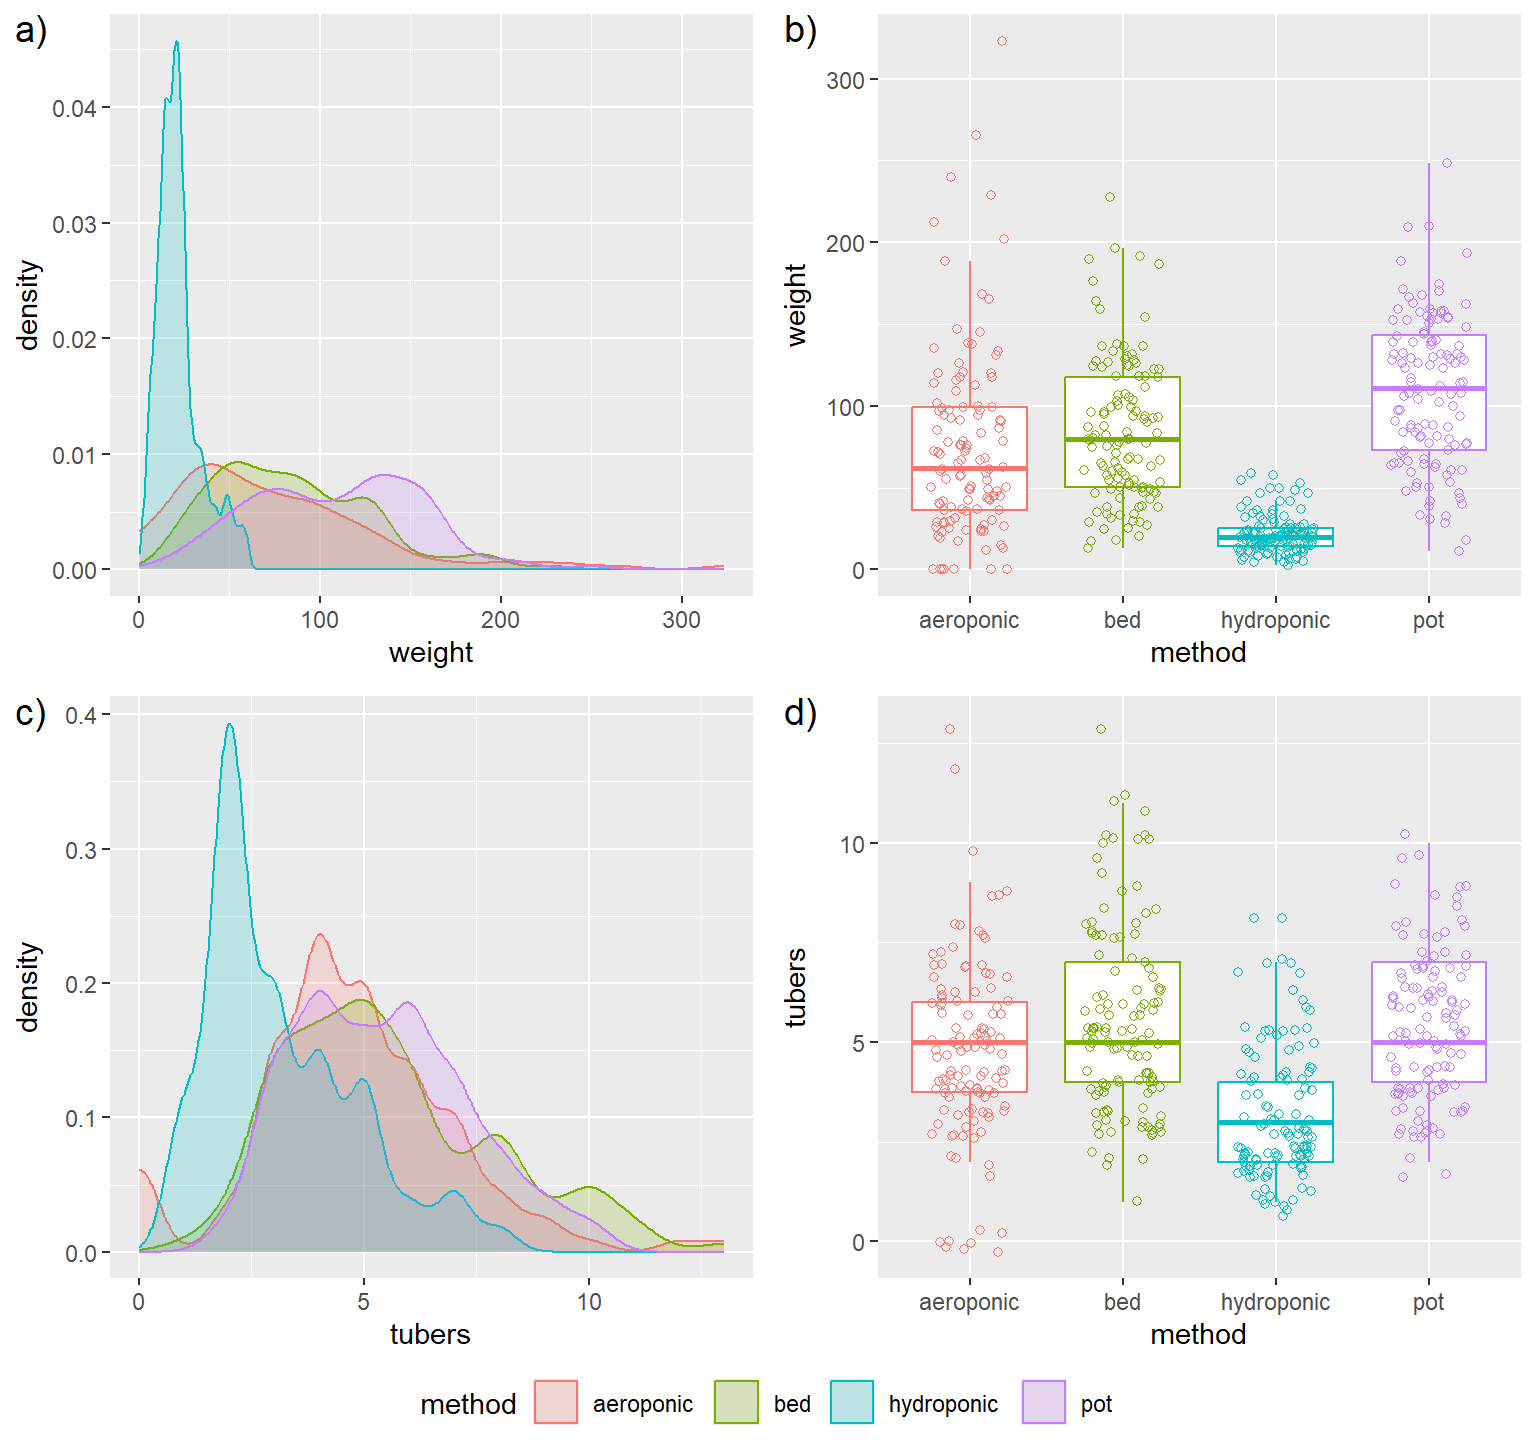 a)
density
0.04
0.03
0.02
0.01
0.00
0 100 200 300
weight
b)
weight
300
200
100
0
aeroponic bed hydroponic pot
method
c)
density
0.4
0.3
0.2
0.1
0.0
0 5 10
tubers
d)
tubers
10
5
0
aeroponic bed hydroponic pot
method
method aeroponic bed hydroponic pot